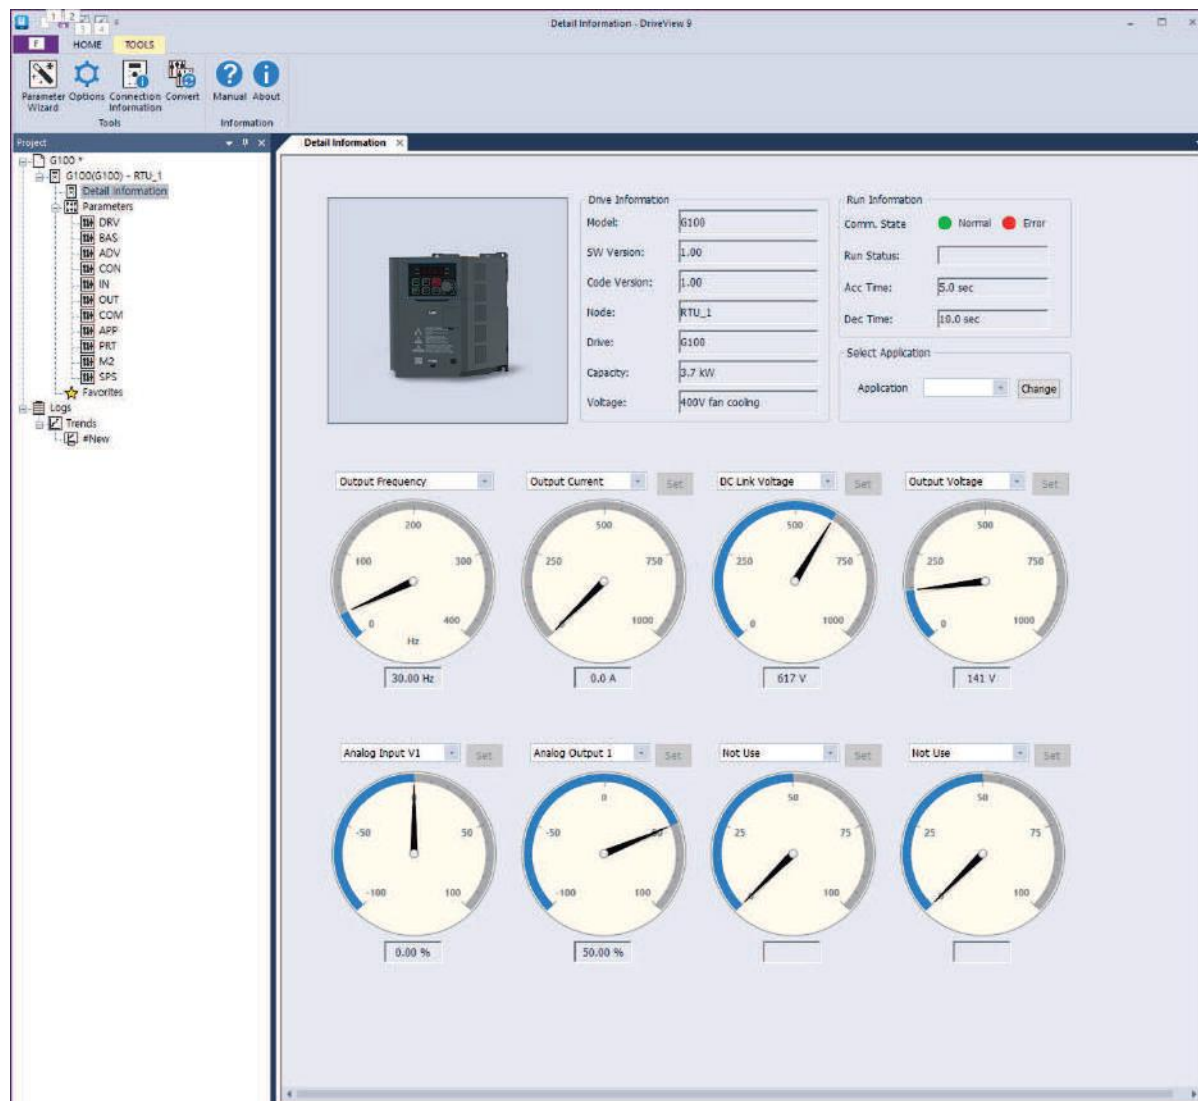 1 2
3 4
Detail Information - DriveView 9
F HOME TOOLS
Parameter Wizard Options Connection Information Convert Manual About
Tools Information
Project
Detail Information
G100 *
G100(G100) - RTU_1
Detail Information
Parameters
DRV
BAS
ADV
CON
IN
OUT
COM
APP
PRT
M2
SPS
Favorites
Logs
Trends
#New
Drive Information
Model: G100
SW Version: 1.00
Code Version: 1.00
Node: RTU_1
Drive: G100
Capacity: 3.7 kW
Voltage: 400V fan cooling
Run Information
Comm. State Normal Error
Run Status:
Acc Time: 5.0 sec
Dec Time: 10.0 sec
Select Application
Application Change
Output Frequency
0 100 200 300 400
Hz
30.00 Hz
Output Current Set
250 500 750 1000
0.0 A
DC Link Voltage Set
0 250 500 750 1000
617 V
Output Voltage Set
0 250 500 750 1000
141 V
Analog Input V1 Set
-100 -50 50 100
0.00 %
Analog Output 1 Set
-100 -50 0 50 100
50.00 %
Not Use Set
25 50 75 100
Not Use Set
25 50 75 100